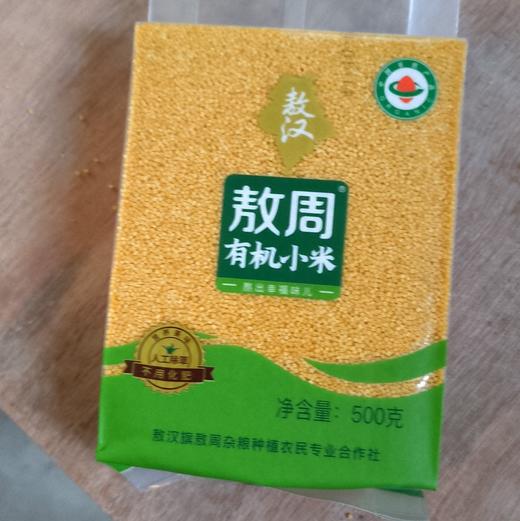 敖汉
敖周®
有机小米
熬出幸福味儿
ORGANIC
人工除草
不用化肥
净含量：500克
敖汉旗敖周杂粮种植农民专业合作社